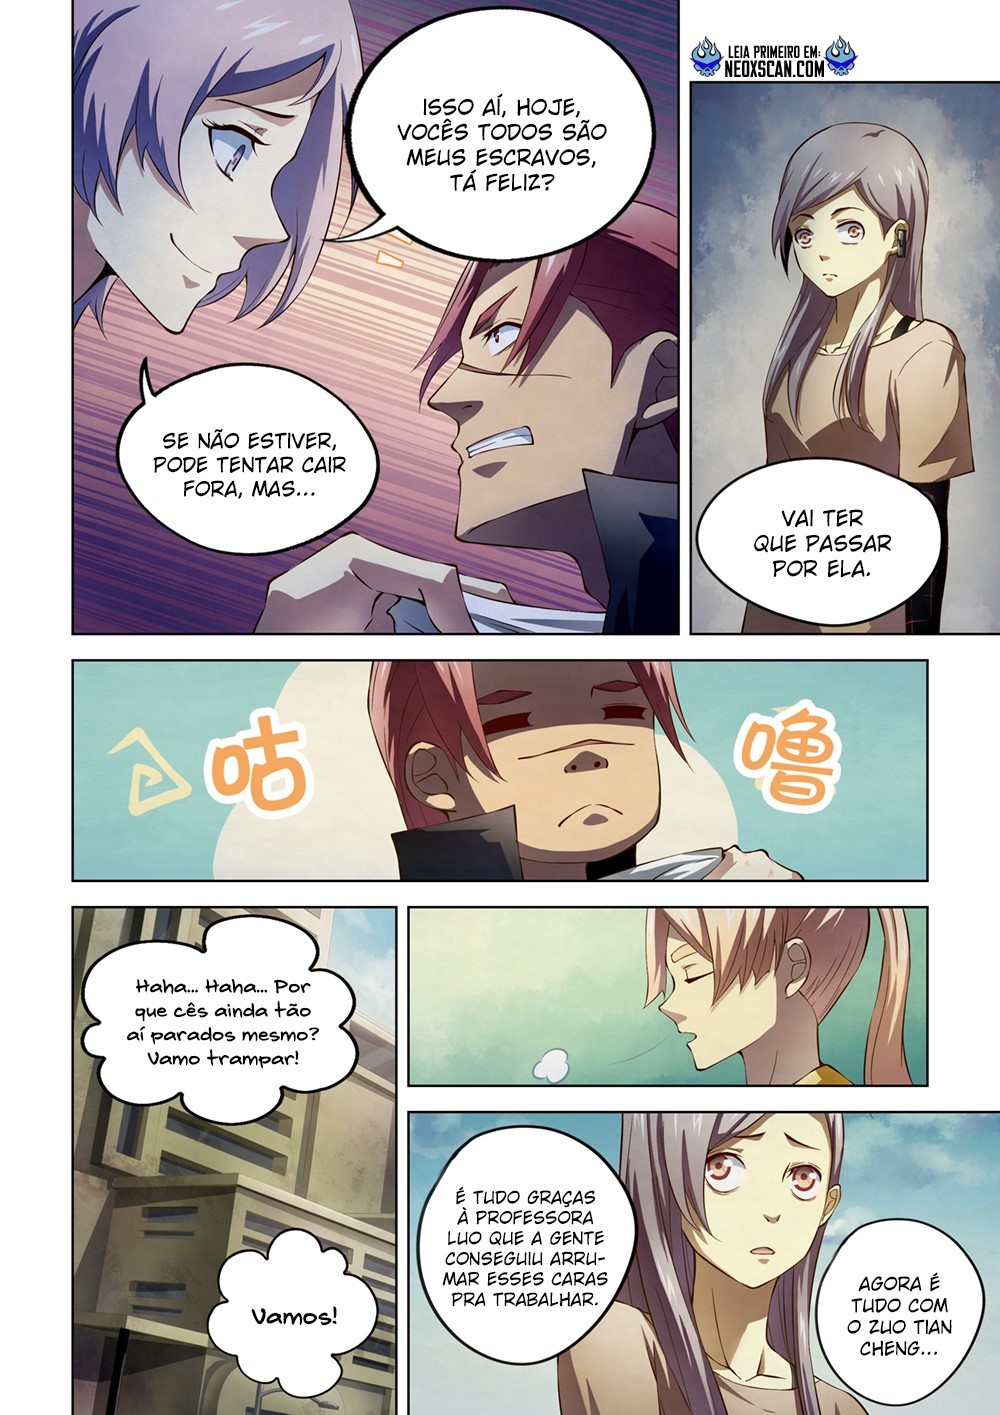 LEIA PRIMEIRO EM:
NEOXSCAN.COM
ISSO AÍ, HOJE,
VOCÊS TODOS SÃO
MEUS ESCRAVOS,
TÁ FELIZ?
SE NÃO ESTIVER,
PODE TENTAR CAIR
FORA, MAS...
VAI TER
QUE PASSAR
POR ELA.
咕
噜
Haha... Haha... Por
que cês ainda tão
aí parados mesmo?
Vamo trampar!
Vamos!
É TUDO GRAÇAS
À PROFESSORA
LUO QUE A GENTE
CONSEGUIU ARRU-
MAR ESSES CARAS
PRA TRABALHAR.
AGORA É
TUDO COM
O ZUO TIAN
CHENG...